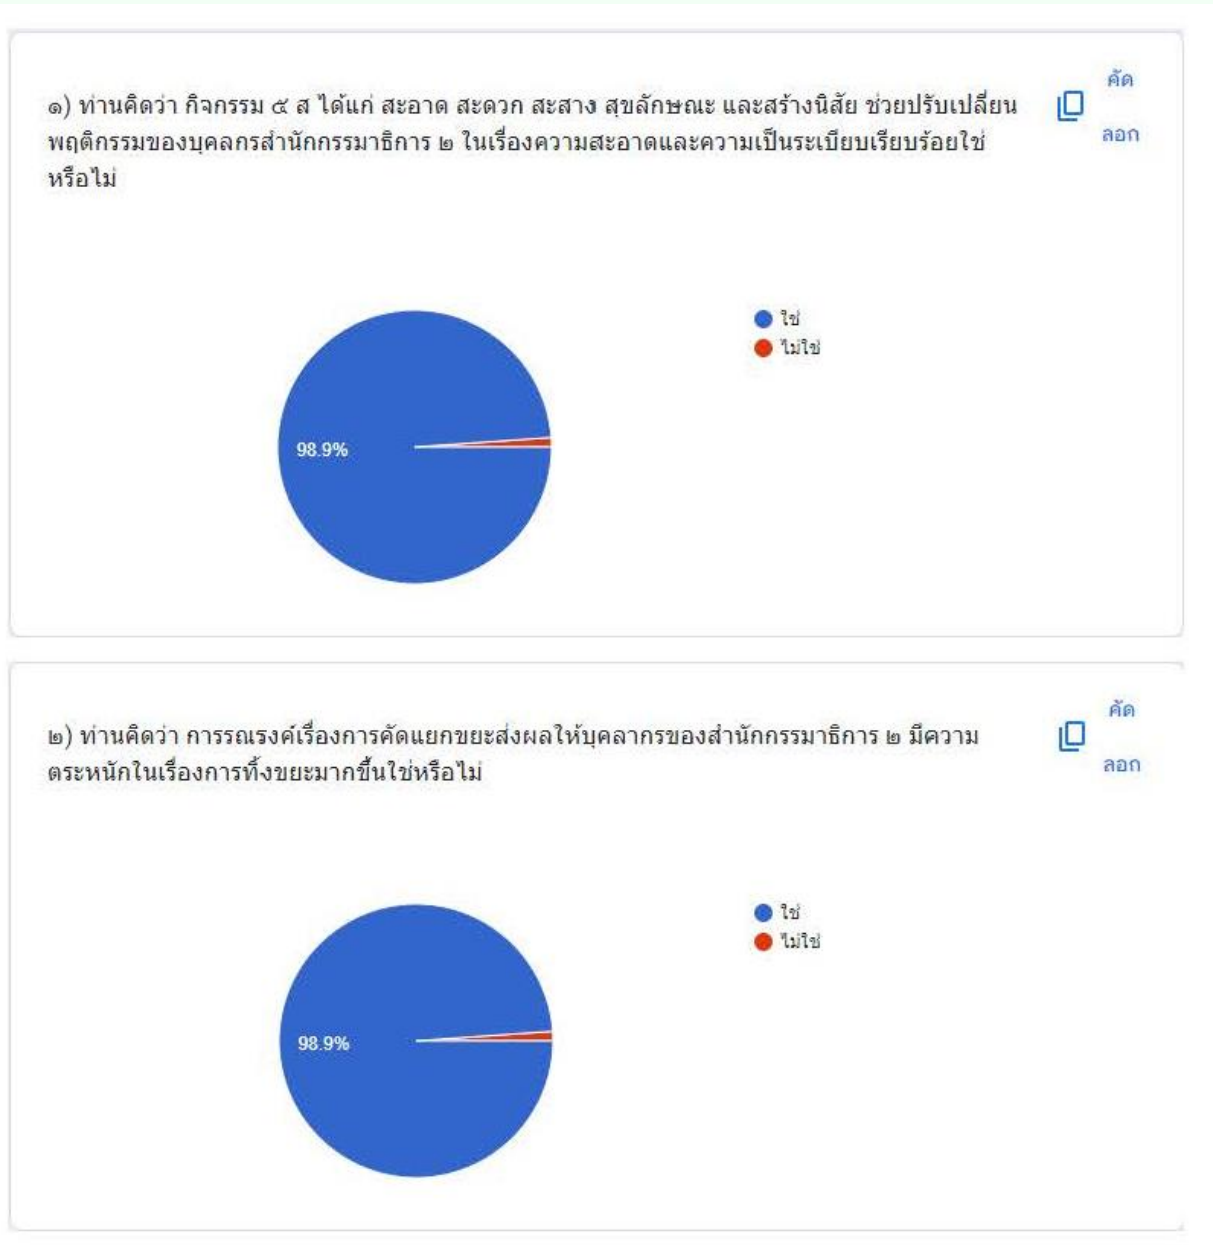 ๑) ท่านคิดว่า กิจกรรม ๕ ส ได้แก่ สะอาด สะดวก สะสาง สุขลักษณะ และสร้างนิสัย ช่วยปรับเปลี่ยน
พฤติกรรมของบุคลกรสำนักกรรมาธิการ ๒ ในเรื่องความสะอาดและความเป็นระเบียบเรียบร้อยใช่
หรือไม่
คัด
ลอก
ใช่
ไม่ใช่
98.9%
๒) ท่านคิดว่า การรณรงค์เรื่องการคัดแยกขยะส่งผลให้บุคลากรของสำนักกรรมาธิการ ๒ มีความ
ตระหนักในเรื่องการทิ้งขยะมากขึ้นใช่หรือไม่
คัด
ลอก
ใช่
ไม่ใช่
98.9%